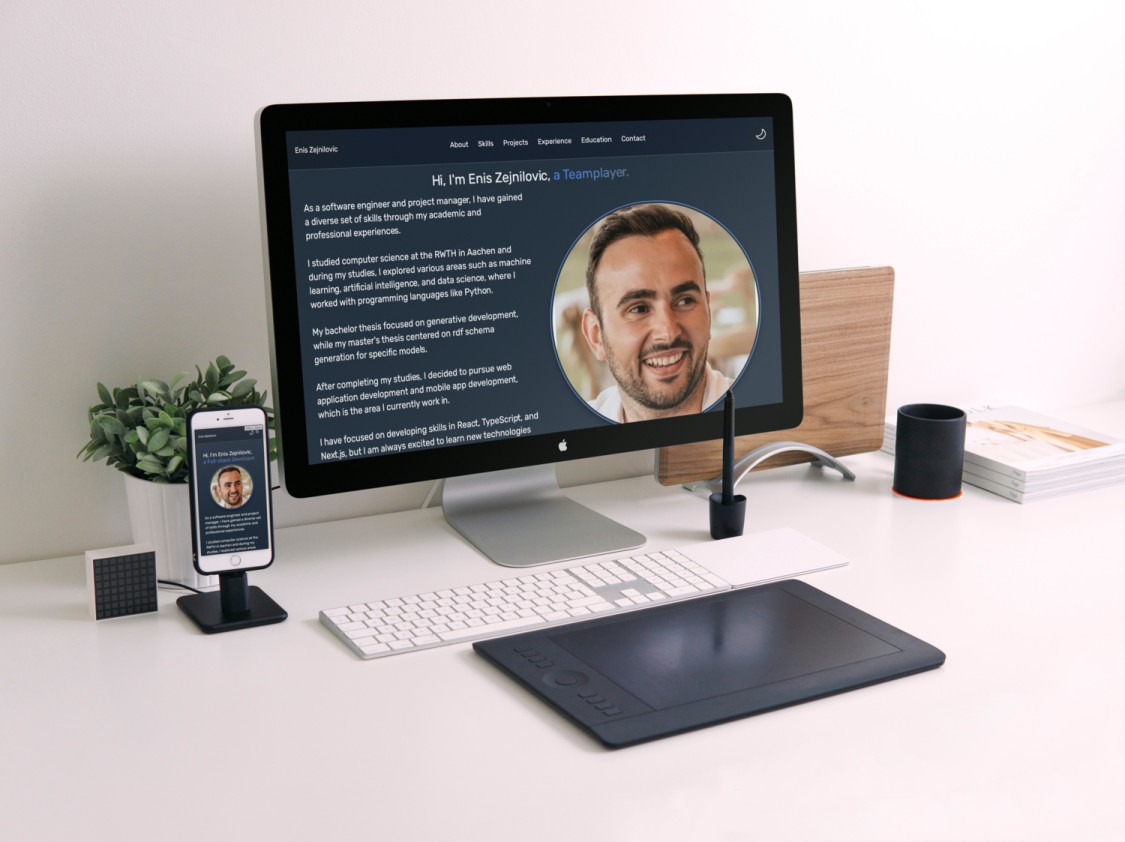 Enis Zejnilovic
About Skills Projects Experience Education Contact
Hi, I'm Enis Zejnilovic, a Teamplayer.
As a software engineer and project manager, I have gained
a diverse set of skills through my academic and
professional experiences.
I studied computer science at the RWTH in Aachen and
during my studies, I explored various areas such as machine
learning, artificial intelligence, and data science, where I
worked with programming languages like Python.
My bachelor thesis focused on generative development,
while my master's thesis centered on rdf schema
generation for specific models.
After completing my studies, I decided to pursue web
application development and mobile app development,
which is the area I currently work in.
I have focused on developing skills in React, TypeScript, and
Next.js, but I am always excited to learn new technologies
Enis Zejnilovic
Hi, I'm Enis Zejnilovic,
a Full-stack Developer.
As a software engineer and project
manager, I have gained a diverse set
of skills through my academic and
professional experiences.
I studied computer science at the
RWTH in Aachen and during my
studies, I explored various areas